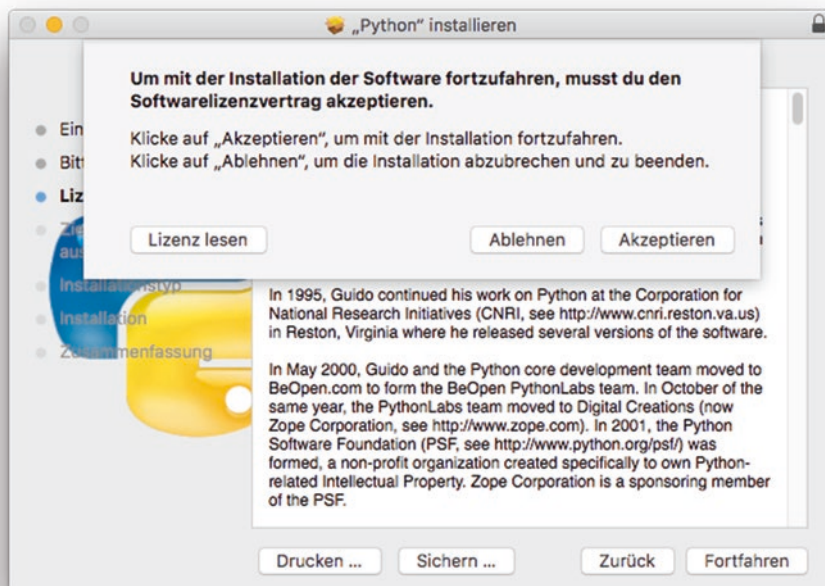 „Python“ installieren
Um mit der Installation der Software fortzufahren, musst du den
Softwarelizenzvertrag akzeptieren.
Klicke auf „Akzeptieren“, um mit der Installation fortzufahren.
Klicke auf „Ablehnen“, um die Installation abzubrechen und zu beenden.
Lizenz lesen
Ablehnen
Akzeptieren
Ein
Bitt
Liz
Zie
aus
Installationstyp
Installation
Zusammenfassung
In 1995, Guido continued his work on Python at the Corporation for
National Research Initiatives (CNRI, see http://www.cnri.reston.va.us)
in Reston, Virginia where he released several versions of the software.
In May 2000, Guido and the Python core development team moved to
BeOpen.com to form the BeOpen PythonLabs team. In October of the
same year, the PythonLabs team moved to Digital Creations (now
Zope Corporation, see http://www.zope.com). In 2001, the Python
Software Foundation (PSF, see http://www.python.org/psf/) was
formed, a non-profit organization created specifically to own Python-
related Intellectual Property. Zope Corporation is a sponsoring member
of the PSF.
Drucken ...
Sichern ...
Zurück
Fortfahren